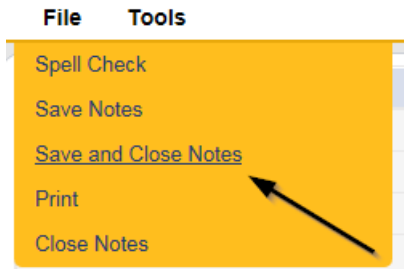 File Tools
Spell Check
Save Notes
Save and Close Notes
Print
Close Notes